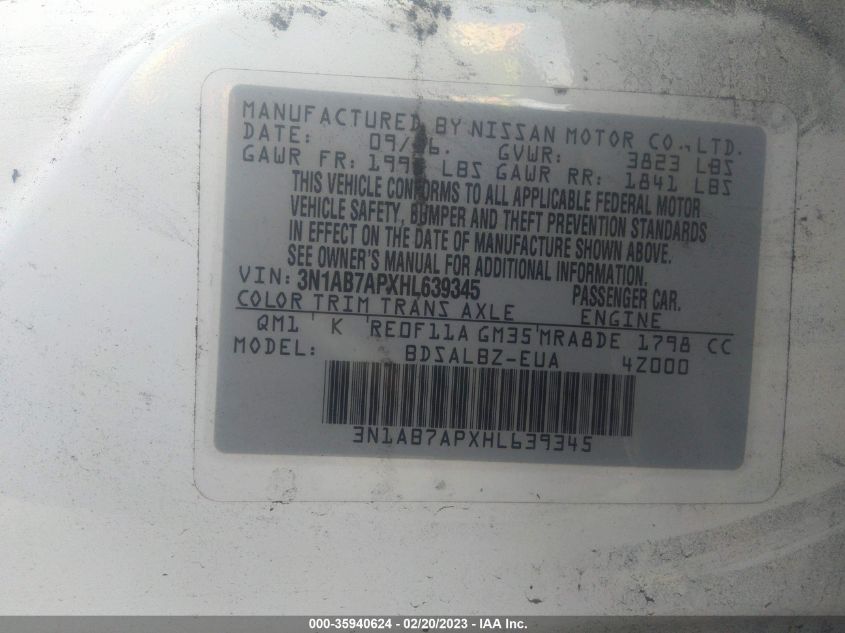 MANUFACTURED BY NISSAN MOTOR CO., LTD.
DATE: GVWR: 3823 LBS
GAWR FR: LBS GAWR RR: 1841 LBS
THIS VEHICLE CONFORMS TO ALL APPLICABLE FEDERAL MOTOR
VEHICLE SAFETY, BUMPER AND THEFT PREVENTION STANDARDS
IN EFFECT ON THE DATE OF MANUFACTURE SHOWN ABOVE.
SEE OWNER'S MANUAL FOR ADDITIONAL INFORMATION.
VIN: 3N1AB7APXHL639345 PASSENGER CAR.
COLOR TRIM TRANS AXLE ENGINE
QM1 ' K 'RE0F11A GM35'MRA8DE 1798 CC
MODEL: BDSALBZ-EUA 4Z000
3N1AB7APXHL639345
000-35940624 - 02/20/2023 - IAA Inc.